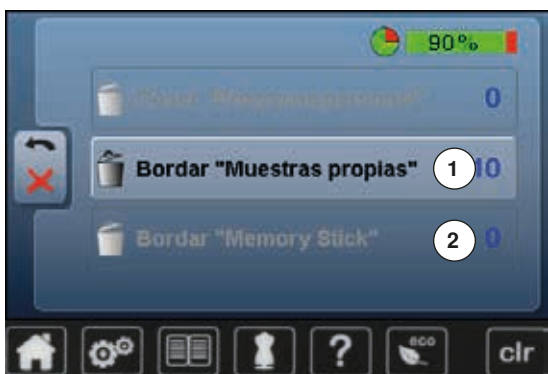 90%
0
Bordar "Muestras propias" 1 10
Bordar "Memory Stick" 2 0
? eco clr